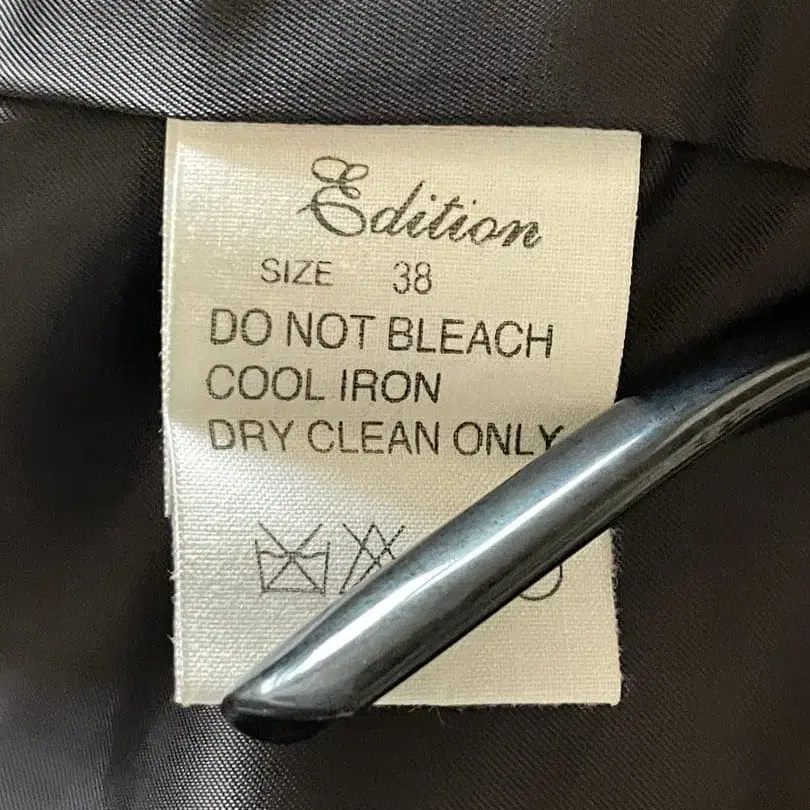 Edition
SIZE 38
DO NOT BLEACH
COOL IRON
DRY CLEAN ONLY